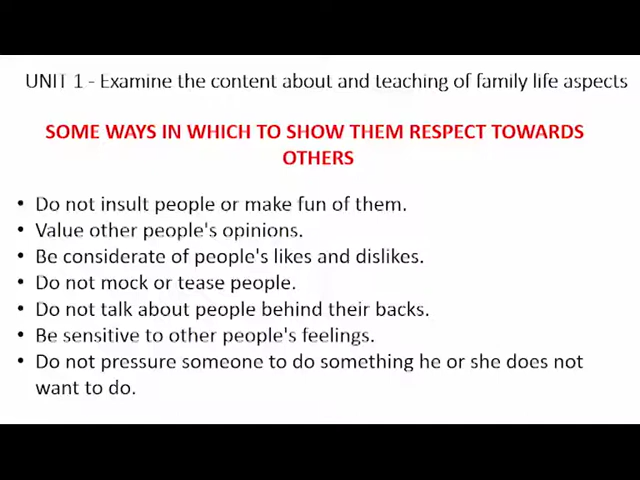 UNIT 1 - Examine the content about and teaching of family life aspects
SOME WAYS IN WHICH TO SHOW THEM RESPECT TOWARDS
OTHERS
• Do not insult people or make fun of them.
• Value other people's opinions.
• Be considerate of people's likes and dislikes.
• Do not mock or tease people.
• Do not talk about people behind their backs.
• Be sensitive to other people's feelings.
• Do not pressure someone to do something he or she does not
want to do.